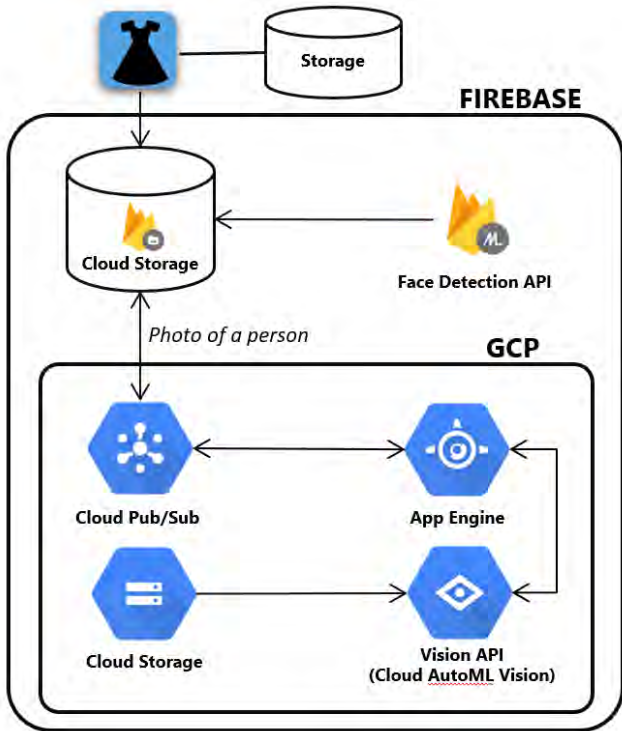 Storage
FIREBASE
Cloud Storage
ML
Face Detection API
Photo of a person
GCP
Cloud Pub/Sub
App Engine
Cloud Storage
Vision API
(Cloud AutoML Vision)